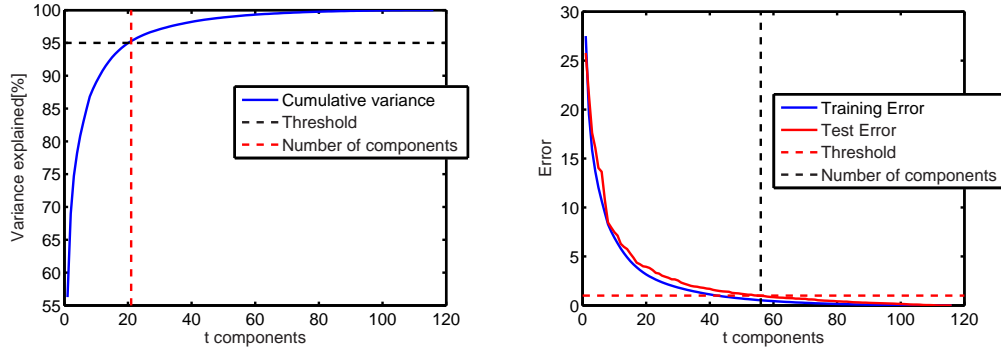 100
95
90
85
80
75
70
65
60
55
0
20
40
60
80
100
120
Variance explained[%]
t components
Cumulative variance
Threshold
Number of components
30
25
20
15
10
5
0
0
20
40
60
80
100
120
Error
t components
Training Error
Test Error
Threshold
Number of components